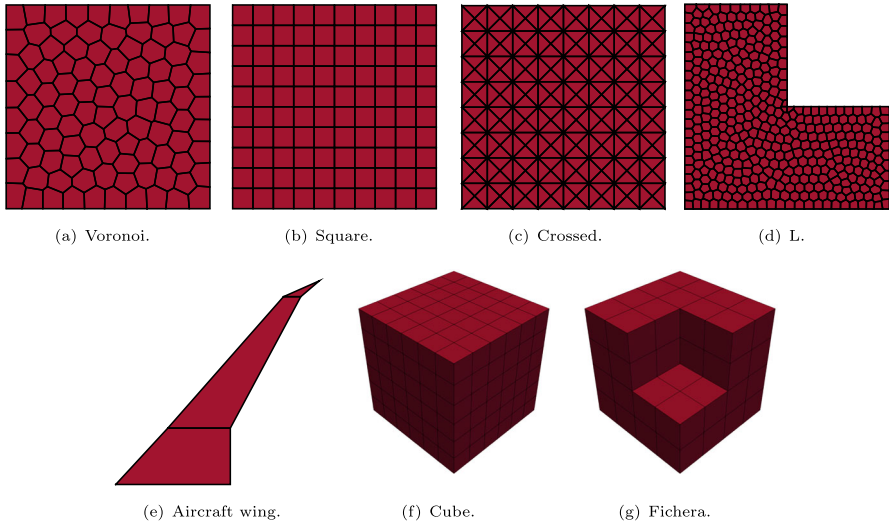 (a) Voronoi.
(b) Square.
(c) Crossed.
(d) L.
(e) Aircraft wing.
(f) Cube.
(g) Fichera.